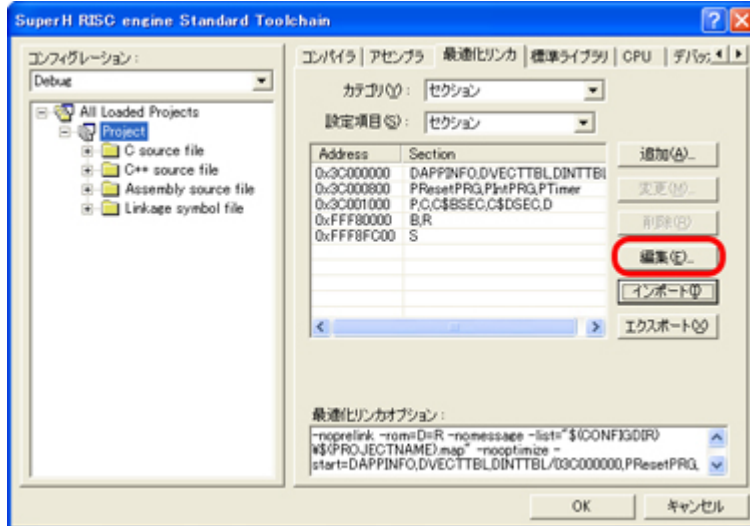 SuperH RISC engine Standard Toolchain
コンフィグレーション:
Debug
All Loaded Projects
Project
C source file
C++ source file
Assembly source file
Linkage symbol file
コンパイラ
アセンブラ
最適化リンカ
標準ライブラリ
CPU
デバッガ
カテゴリ(Y):
セクション
設定項目(S):
セクション
Address Section
0x3C000000 DAPPINFO,DVECTTBL,DINTTBL
0x3C000800 PResetPRG,PIntPRG,PTimer
0x3C001000 P,C,C$BSEC,C$DSEC,D
0xFFF80000 B,R
0xFFF8FC00 S
追加(A)...
変更(M)...
削除(R)
編集(E)...
インポート(I)
エクスポート(X)
最適化リンカオプション:
-noprelink -rom=D=R -nomessage -list="$(CONFIGDIR)
¥$(PROJECTNAME).map" -nooptimize -
start=DAPPINFO,DVECTTBL,DINTTBL/03C000000,PResetPRG,
OK
キャンセル